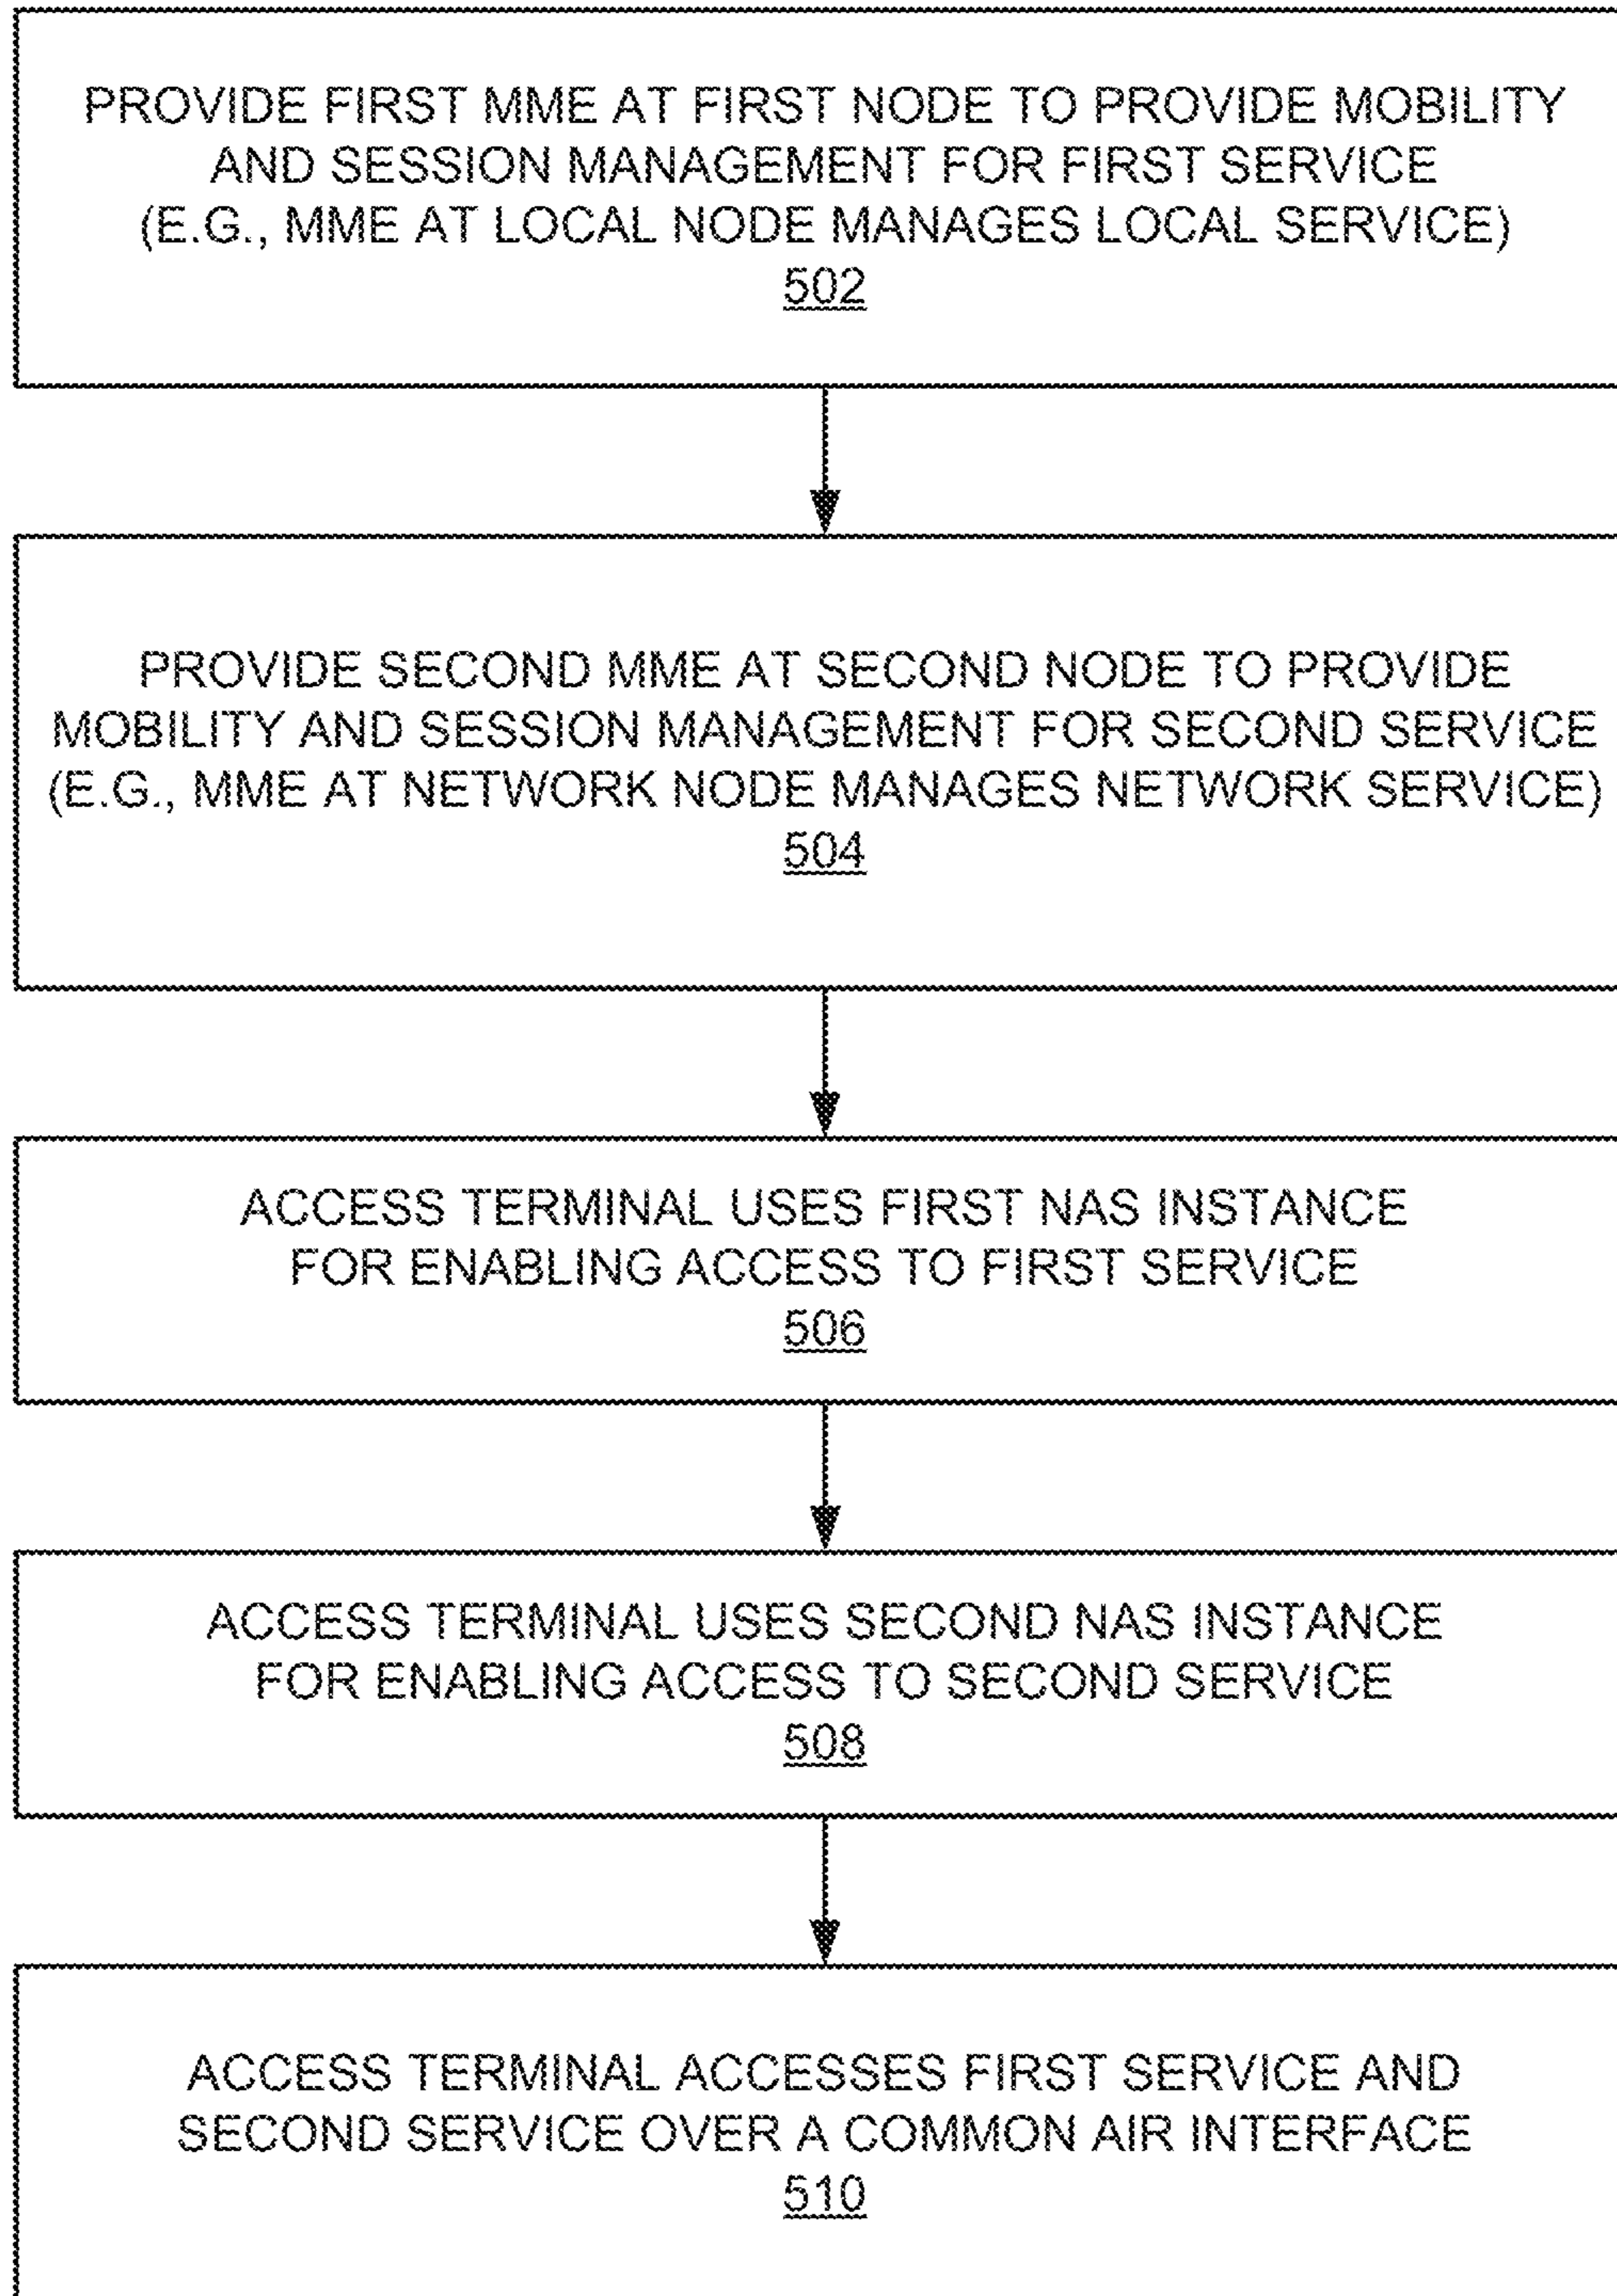 PROVIDE FIRST MME AT FIRST NODE TO PROVIDE MOBILITY
AND SESSION MANAGEMENT FOR FIRST SERVICE
(E.G., MME AT LOCAL NODE MANAGES LOCAL SERVICE)
502
PROVIDE SECOND MME AT SECOND NODE TO PROVIDE
MOBILITY AND SESSION MANAGEMENT FOR SECOND SERVICE
(E.G., MME AT NETWORK NODE MANAGES NETWORK SERVICE)
504
ACCESS TERMINAL USES FIRST NAS INSTANCE
FOR ENABLING ACCESS TO FIRST SERVICE
506
ACCESS TERMINAL USES SECOND NAS INSTANCE
FOR ENABLING ACCESS TO SECOND SERVICE
508
ACCESS TERMINAL ACCESSES FIRST SERVICE AND
SECOND SERVICE OVER A COMMON AIR INTERFACE
510